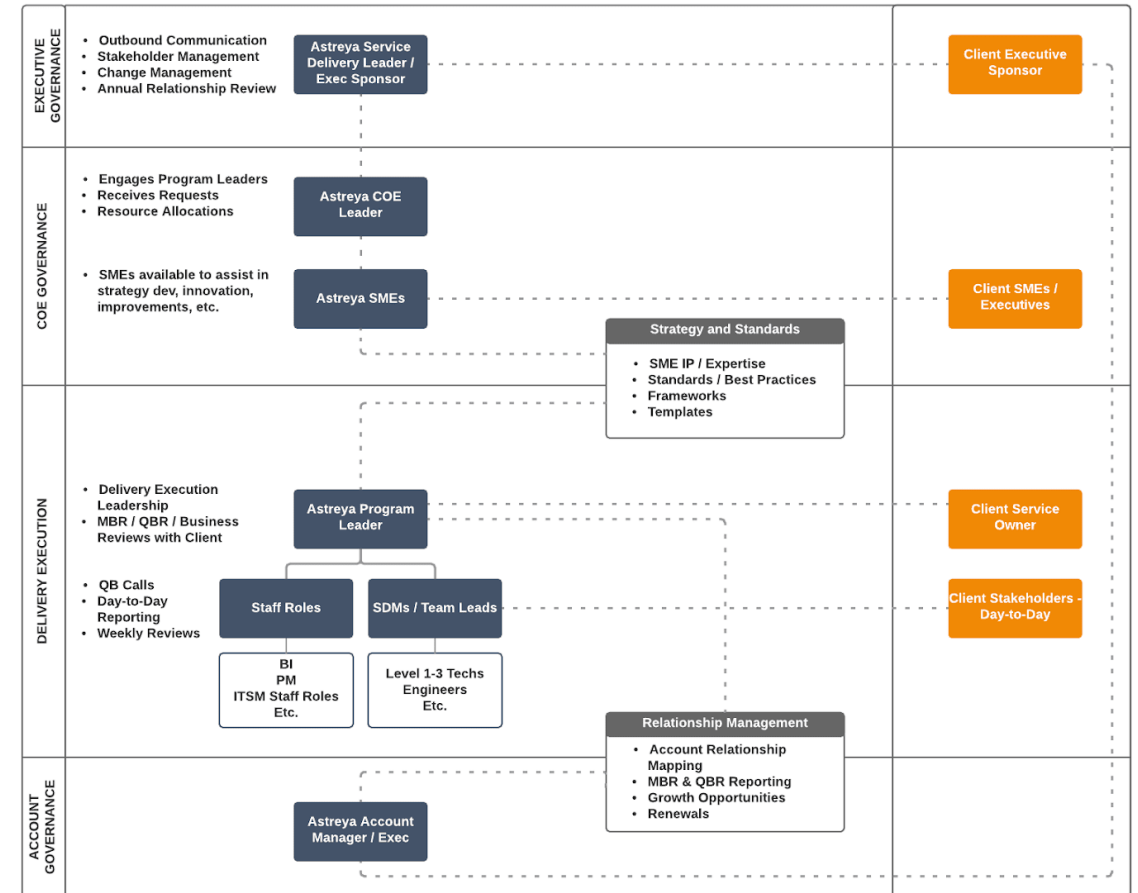 EXECUTIVE
GOVERNANCE
• Outbound Communication
• Stakeholder Management
• Change Management
• Annual Relationship Review
Astreya Service
Delivery Leader /
Exec Sponsor
Client Executive
Sponsor
COE GOVERNANCE
• Engages Program Leaders
• Receives Requests
• Resource Allocations
Astreya COE
Leader
• SMEs available to assist in
strategy dev, innovation,
improvements, etc.
Astreya SMEs
Client SMEs /
Executives
Strategy and Standards
• SME IP / Expertise
• Standards / Best Practices
• Frameworks
• Templates
DELIVERY EXECUTION
• Delivery Execution
Leadership
• MBR / QBR / Business
Reviews with Client
Astreya Program
Leader
Client Service
Owner
• QB Calls
• Day-to-Day
Reporting
• Weekly Reviews
Staff Roles
SDMs / Team Leads
Client Stakeholders -
Day-to-Day
BI
PM
ITSM Staff Roles
Etc.
Level 1-3 Techs
Engineers
Etc.
Relationship Management
• Account Relationship
Mapping
• MBR & QBR Reporting
• Growth Opportunities
• Renewals
ACCOUNT
GOVERNANCE
Astreya Account
Manager / Exec